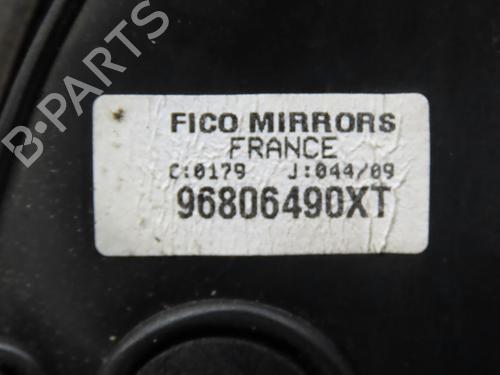 FICO MIRRORS
FRANCE
C:0179 J:044/09
96806490XT
B-PARTS